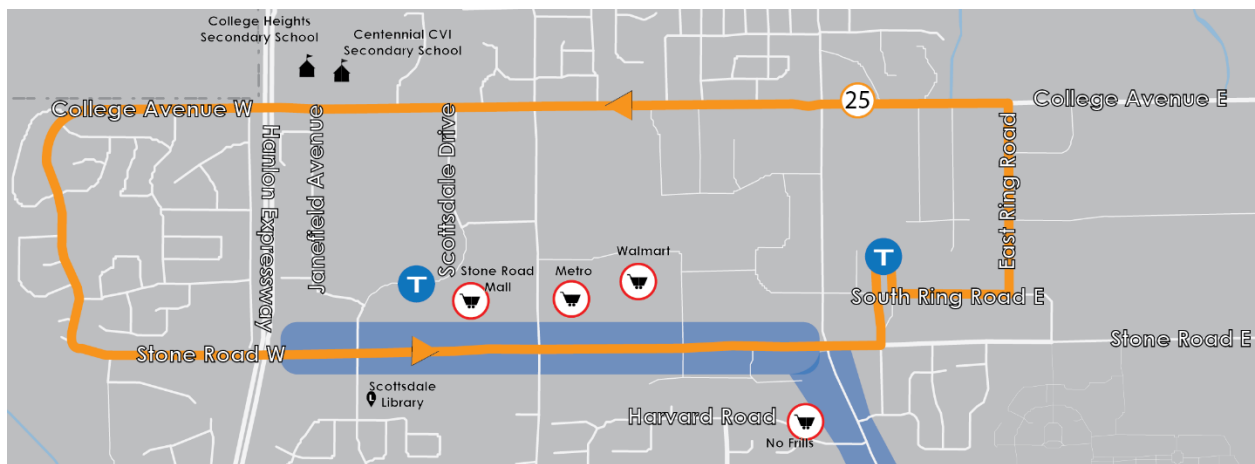 College Heights
Secondary School
Centennial CVI
Secondary School
College Avenue W
25
College Avenue E
Hanlon Expressway
Janefield Avenue
Scottsdale Drive
East Ring Road
Walmart
T
Stone Road
Mall
Metro
T
South Ring Road E
Stone Road W
Stone Road E
Scottsdale
Library
L
Harvard Road
No Frills